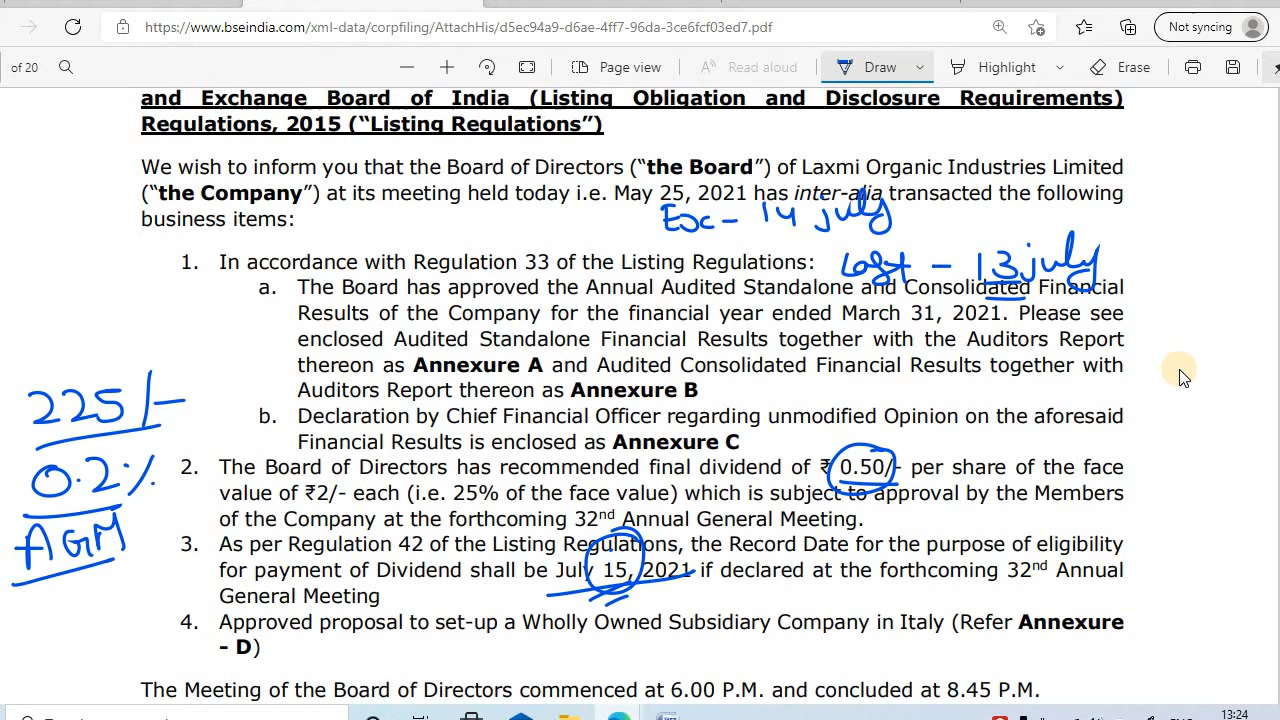 https://www.bseindia.com/xml-data/corpfiling/AttachHis/d5ec94a9-d6ae-4ff7-96da-3ce6fcf03ed7.pdf
Not syncing
of 20
Page view
Read aloud
Draw
Highlight
Erase
and Exchange Board of India (Listing Obligation and Disclosure Requirements)
Regulations, 2015 (“Listing Regulations”)
We wish to inform you that the Board of Directors (“the Board”) of Laxmi Organic Industries Limited
(“the Company”) at its meeting held today i.e. May 25, 2021 has inter-alia transacted the following
business items:
Ex - 14 july
1. In accordance with Regulation 33 of the Listing Regulations:
Last - 13 july
a. The Board has approved the Annual Audited Standalone and Consolidated Financial
Results of the Company for the financial year ended March 31, 2021. Please see
enclosed Audited Standalone Financial Results together with the Auditors Report
thereon as Annexure A and Audited Consolidated Financial Results together with
Auditors Report thereon as Annexure B
225/-
b. Declaration by Chief Financial Officer regarding unmodified Opinion on the aforesaid
Financial Results is enclosed as Annexure C
0.2%
2. The Board of Directors has recommended final dividend of ₹ 0.50/- per share of the face
value of ₹2/- each (i.e. 25% of the face value) which is subject to approval by the Members
of the Company at the forthcoming 32nd Annual General Meeting.
AGM
3. As per Regulation 42 of the Listing Regulations, the Record Date for the purpose of eligibility
for payment of Dividend shall be July 15, 2021 if declared at the forthcoming 32nd Annual
General Meeting
4. Approved proposal to set-up a Wholly Owned Subsidiary Company in Italy (Refer Annexure
– D)
The Meeting of the Board of Directors commenced at 6.00 P.M. and concluded at 8.45 P.M.
13:24